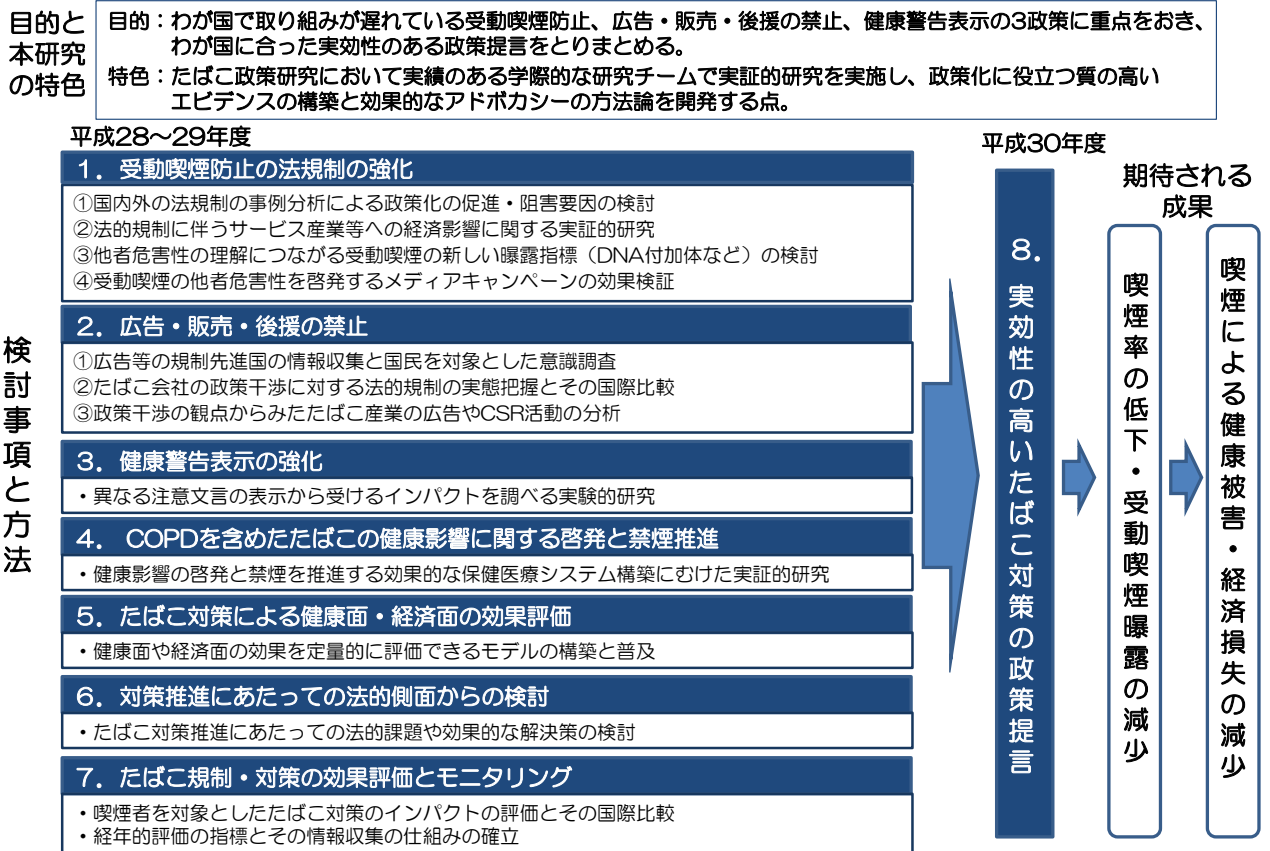 目的と
本研究
の特色
目的：わが国で取り組みが遅れている受動喫煙防止、広告・販売・後援の禁止、健康警告表示の3政策に重点をおき、
わが国に合った実効性のある政策提言をとりまとめる。
特色：たばこ政策研究において実績のある学際的な研究チームで実証的研究を実施し、政策化に役立つ質の高い
エビデンスの構築と効果的なアドボカシーの方法論を開発する点。
検討事項と方法
平成28～29年度
１．受動喫煙防止の法規制の強化
①国内外の法規制の事例分析による政策化の促進・阻害要因の検討
②法的規制に伴うサービス産業等への経済影響に関する実証的研究
③他者危害性の理解につながる受動喫煙の新しい曝露指標（DNA付加体など）の検討
④受動喫煙の他者危害性を啓発するメディアキャンペーンの効果検証
２．広告・販売・後援の禁止
①広告等の規制先進国の情報収集と国民を対象とした意識調査
②たばこ会社の政策干渉に対する法的規制の実態把握とその国際比較
③政策干渉の観点からみたたばこ産業の広告やCSR活動の分析
３．健康警告表示の強化
・異なる注意文言の表示から受けるインパクトを調べる実験的研究
４．COPDを含めたたばこの健康影響に関する啓発と禁煙推進
・健康影響の啓発と禁煙を推進する効果的な保健医療システム構築にむけた実証的研究
５．たばこ対策による健康面・経済面の効果評価
・健康面や経済面の効果を定量的に評価できるモデルの構築と普及
６．対策推進にあたっての法的側面からの検討
・たばこ対策推進にあたっての法的課題や効果的な解決策の検討
７．たばこ規制・対策の効果評価とモニタリング
・喫煙者を対象としたたばこ対策のインパクトの評価とその国際比較
・経年的評価の指標とその情報収集の仕組みの確立
平成30年度
８．実効性の高いたばこ対策の政策提言
期待される
成果
喫煙率の低下・受動喫煙曝露の減少
喫煙による健康被害・経済損失の減少